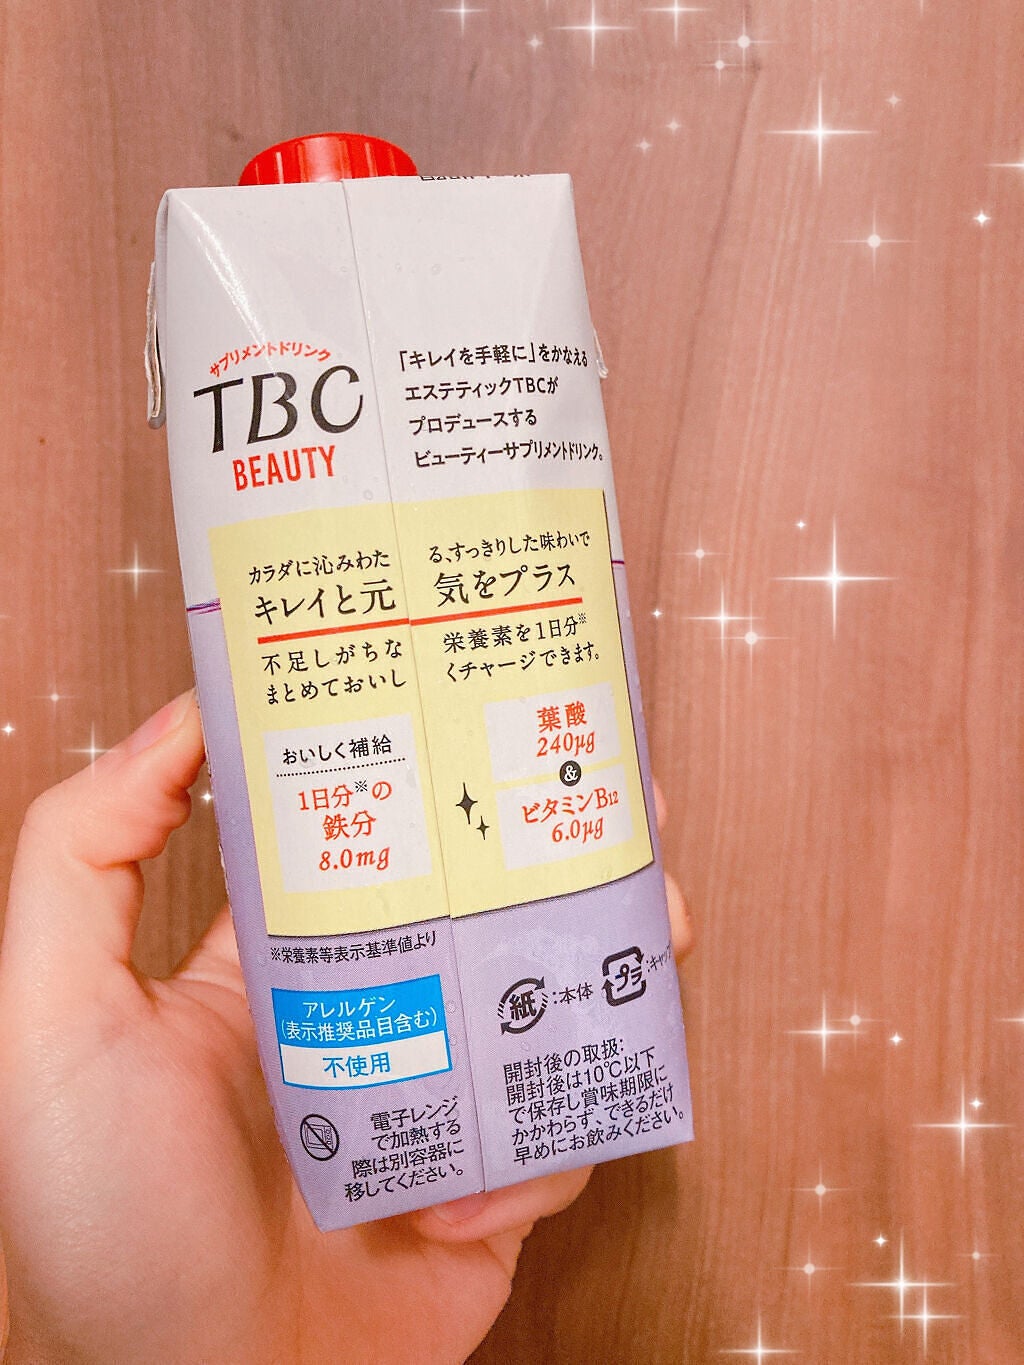 サプリメントドリンク
TBC
BEAUTY
「キレイを手軽に」をかなえる
エステティックTBCが
プロデュースする
ビューティーサプリメントドリンク。
カラダに沁みわたる、すっきりした味わいで
キレイと元気をプラス
不足しがちな栄養素を1日分※
まとめておいしくチャージできます。
おいしく補給
1日分※の
鉄分
8.0mg
葉酸
240μg
&
ビタミンB12
6.0μg
※栄養素等表示基準値より
アレルゲン
(表示推奨品目含む)
不使用
電子レンジ
で加熱する
際は別容器に
移してください。
紙:本体
プラ:キャップ
開封後の取扱:
開封後は10℃以下
で保存し賞味期限に
かかわらず、できるだけ
早めにお飲みください。